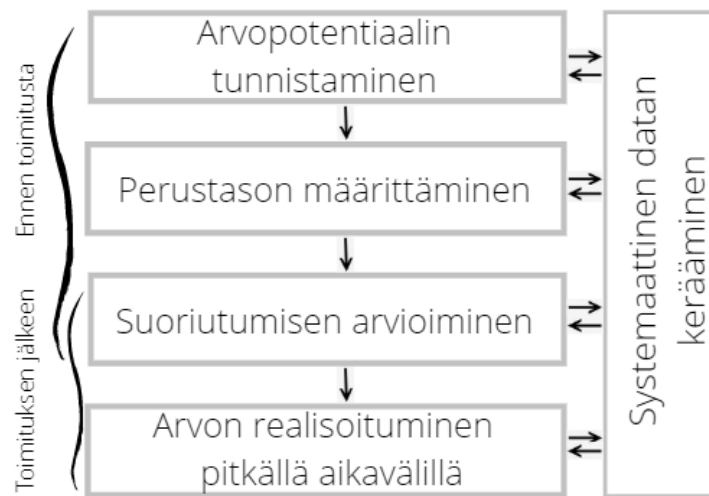 Ennen toimitusta
Toimituksen jälkeen
Arvopotentiaalin
tunnistaminen
Perustason määrittäminen
Suoriutumisen arvioiminen
Arvon realisoituminen
pitkällä aikavälillä
Systemaattinen datan
kerääminen